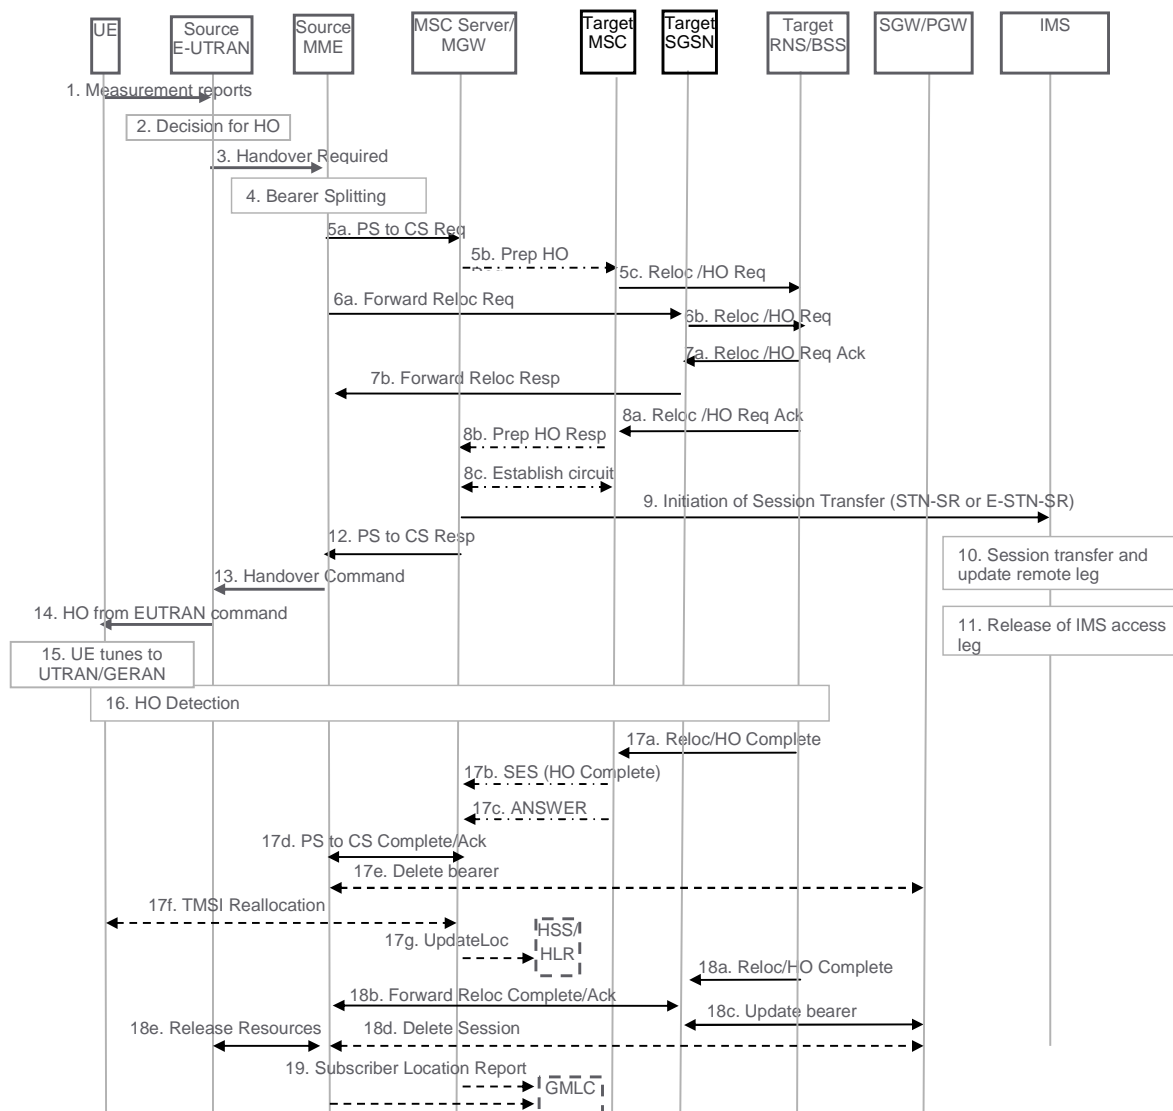 UE
Source
E-UTRAN
Source
MME
MSC Server/
MGW
Target
MSC
Target
SGSN
Target
RNS/BSS
SGW/PGW
IMS
1. Measurement reports
2. Decision for HO
3. Handover Required
4. Bearer Splitting
5a. PS to CS Req
5b. Prep HO
5c. Reloc /HO Req
6a. Forward Reloc Req
6b. Reloc /HO Req
7a. Reloc /HO Req Ack
7b. Forward Reloc Resp
8a. Reloc /HO Req Ack
8b. Prep HO Resp
8c. Establish circuit
9. Initiation of Session Transfer (STN-SR or E-STN-SR)
12. PS to CS Resp
10. Session transfer and
update remote leg
13. Handover Command
14. HO from EUTRAN command
11. Release of IMS access
leg
15. UE tunes to
UTRAN/GERAN
16. HO Detection
17a. Reloc/HO Complete
17b. SES (HO Complete)
17c. ANSWER
17d. PS to CS Complete/Ack
17e. Delete bearer
17f. TMSI Reallocation
HSS/
HLR
17g. UpdateLoc
18a. Reloc/HO Complete
18b. Forward Reloc Complete/Ack
18c. Update bearer
18e. Release Resources
18d. Delete Session
19. Subscriber Location Report
GMLC